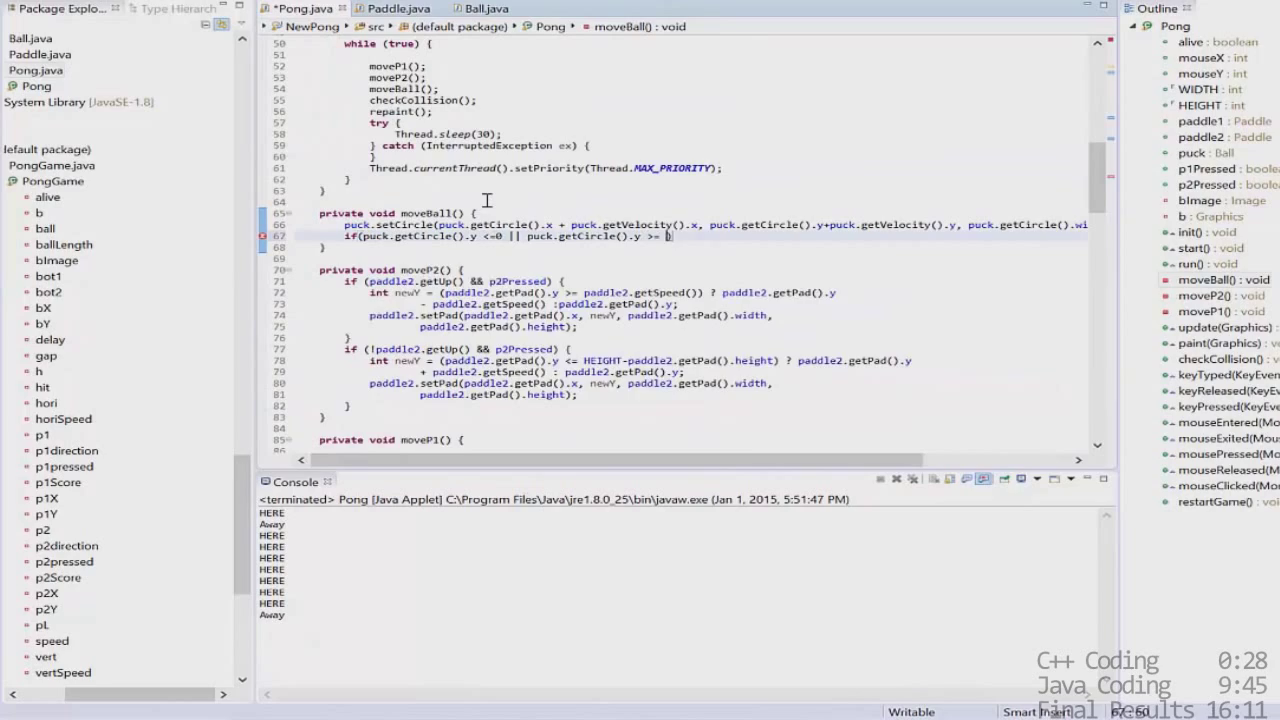 Package Explo...
Type Hierarch
Ball.java
Paddle.java
Pong.java
Pong
System Library [JavaSE-1.8]
default package)
PongGame.java
PongGame
alive
b
ball
ballLength
bImage
bot1
bot2
bX
bY
delay
gap
h
hit
hori
horiSpeed
p1
p1direction
p1pressed
p1Score
p1X
p1Y
p2
p2direction
p2pressed
p2Score
p2X
p2Y
pL
speed
vert
vertSpeed
*Pong.java
Paddle.java
Ball.java
NewPong
src
(default package)
Pong
moveBall() : void
50 while (true) {
51
52 moveP1();
53 moveP2();
54 moveBall();
55 checkCollision();
56 repaint();
57 try {
58 Thread.sleep(30);
59 } catch (InterruptedException ex) {
60 }
61 Thread.currentThread().setPriority(Thread.MAX_PRIORITY);
62 }
63 }
64
65 private void moveBall() {
66 puck.setCircle(puck.getCircle().x + puck.getVelocity().x, puck.getCircle().y+puck.getVelocity().y, puck.getCircle().wi
67 if(puck.getCircle().y <=0 || puck.getCircle().y >= )
68 }
69
70 private void moveP2() {
71 if (paddle2.getUp() && p2Pressed) {
72 int newY = (paddle2.getPad().y >= paddle2.getSpeed()) ? paddle2.getPad().y
73 - paddle2.getSpeed() :paddle2.getPad().y;
74 paddle2.setPad(paddle2.getPad().x, newY, paddle2.getPad().width,
75 paddle2.getPad().height);
76 }
77 if (!paddle2.getUp() && p2Pressed) {
78 int newY = (paddle2.getPad().y <= HEIGHT-paddle2.getPad().height) ? paddle2.getPad().y
79 + paddle2.getSpeed() : paddle2.getPad().y;
80 paddle2.setPad(paddle2.getPad().x, newY, paddle2.getPad().width,
81 paddle2.getPad().height);
82 }
83 }
84
85 private void moveP1() {
86
Console
<terminated> Pong [Java Applet] C:\Program Files\Java\jre1.8.0_25\bin\javaw.exe (Jan 1, 2015, 5:51:47 PM)
HERE
Away
HERE
HERE
HERE
HERE
HERE
HERE
HERE
Away
Outline
Pong
alive : boolean
mouseX : int
mouseY : int
WIDTH : int
HEIGHT : int
paddle1 : Paddle
paddle2 : Paddle
puck : Ball
p1Pressed : boolea
p2Pressed : boolea
bImage : Image
b : Graphics
init() : void
start() : void
run() : void
moveBall() : void
moveP2() : void
moveP1() : void
update(Graphics) :
paint(Graphics) : vo
checkCollision() : v
keyTyped(KeyEven
keyReleased(KeyEv
keyPressed(KeyEve
mouseEntered(Mo
mouseExited(Mou
mousePressed(Mo
mouseReleased(M
mouseClicked(Mou
restartGame() : voi
C++ Coding 0:28
Java Coding 9:45
Final Results 16:11
Writable
Smart Insert